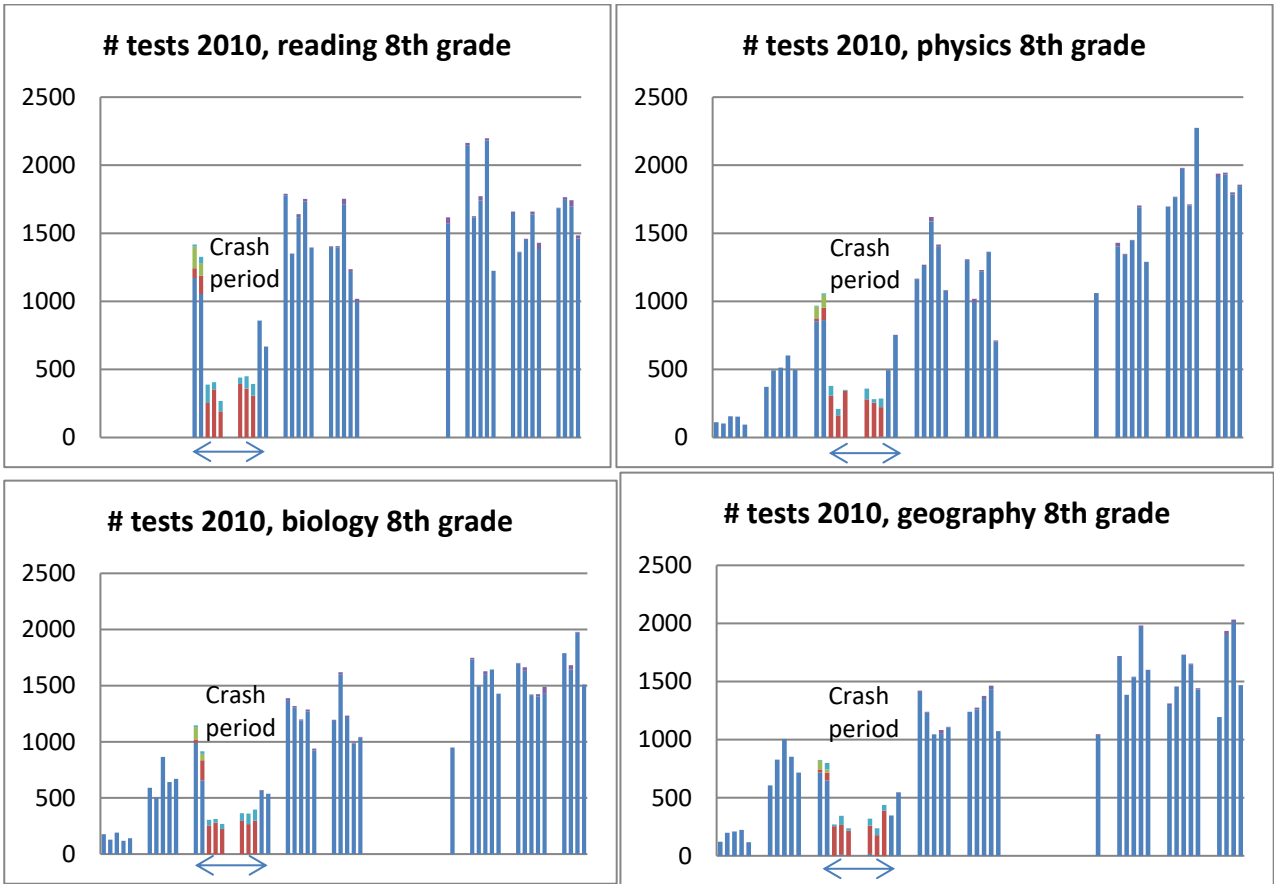 # tests 2010, reading 8th grade
2500
2000
1500
1000
500
0
Crash
period
# tests 2010, physics 8th grade
2500
2000
1500
1000
500
0
Crash
period
# tests 2010, biology 8th grade
2500
2000
1500
1000
500
0
Crash
period
# tests 2010, geography 8th grade
2500
2000
1500
1000
500
0
Crash
period